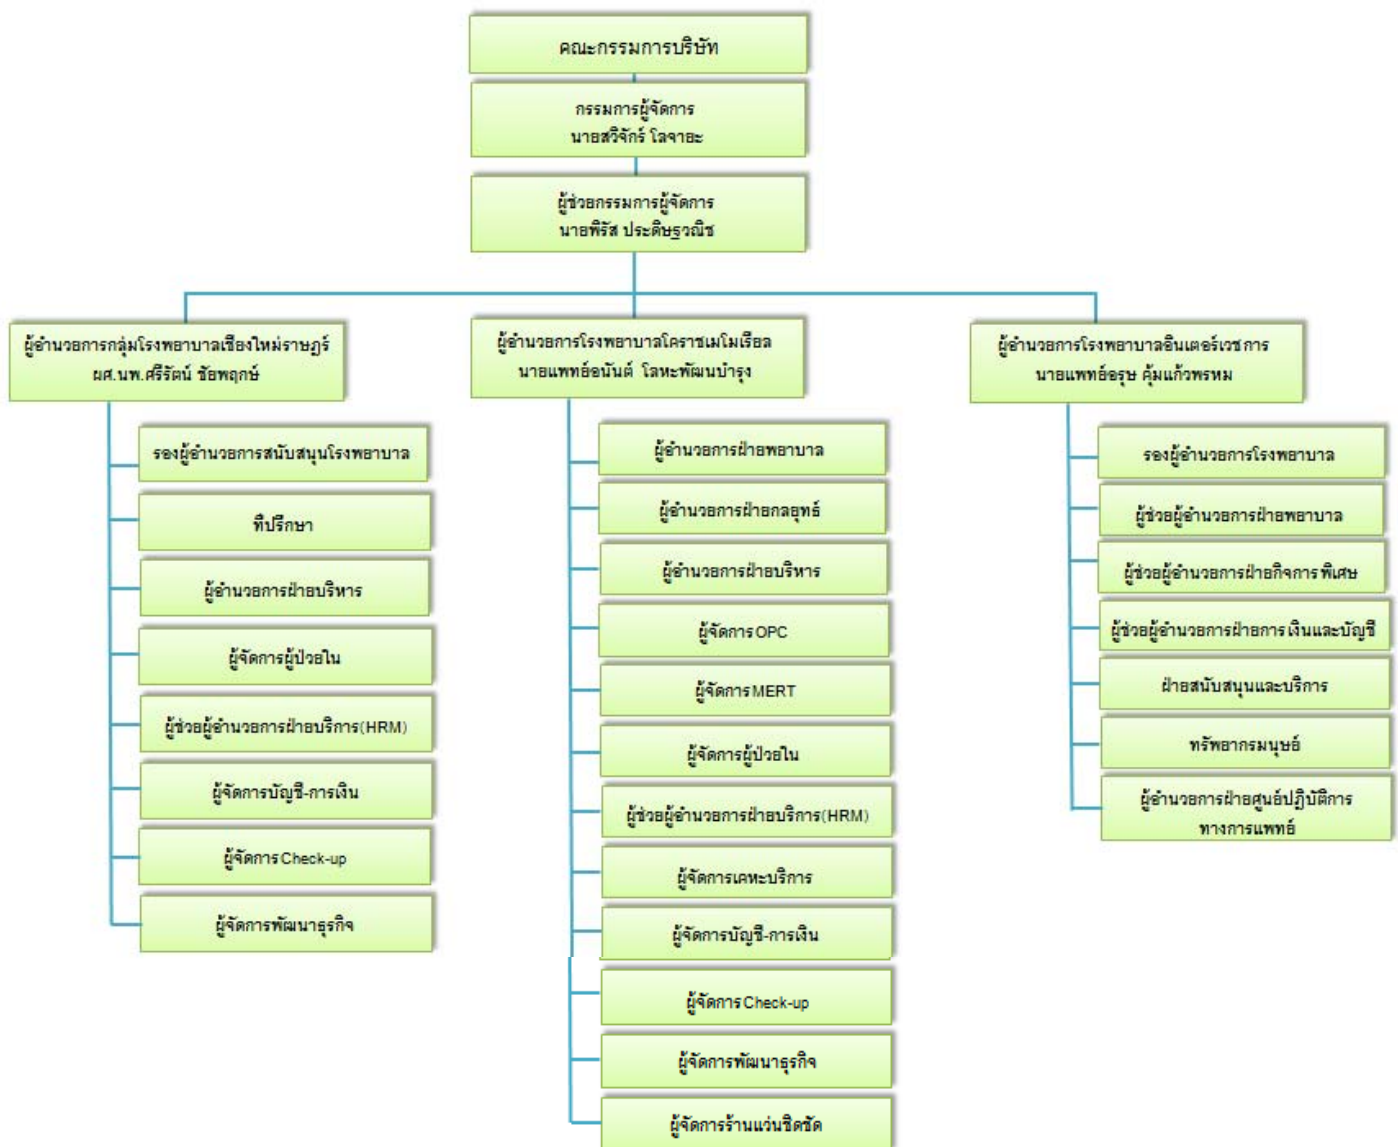 คณะกรรมการบริษัท
กรรมการผู้จัดการ
นายสวิจักร์ โลจายะ
ผู้ช่วยกรรมการผู้จัดการ
นายพิรัส ประดิษฐวณิช
ผู้อำนวยการกลุ่มโรงพยาบาลเชียงใหม่ราษฎร์
ผศ.นพ.ศรีรัตน์ ชัยพฤกษ์
รองผู้อำนวยการสนับสนุนโรงพยาบาล
ที่ปรึกษา
ผู้อำนวยการฝ่ายบริหาร
ผู้จัดการผู้ป่วยใน
ผู้ช่วยผู้อำนวยการฝ่ายบริการ(HRM)
ผู้จัดการบัญชี-การเงิน
ผู้จัดการ Check-up
ผู้จัดการพัฒนาธุรกิจ
ผู้อำนวยการโรงพยาบาลโคราชเมโมเรียล
นายแพทย์อนันต์ โลหะพัฒนบำรุง
ผู้อำนวยการฝ่ายพยาบาล
ผู้อำนวยการฝ่ายกลยุทธ์
ผู้อำนวยการฝ่ายบริหาร
ผู้จัดการ OPC
ผู้จัดการ MERT
ผู้จัดการผู้ป่วยใน
ผู้ช่วยผู้อำนวยการฝ่ายบริการ(HRM)
ผู้จัดการเคหะบริการ
ผู้จัดการบัญชี-การเงิน
ผู้จัดการ Check-up
ผู้จัดการพัฒนาธุรกิจ
ผู้จัดการร้านแว่นชิดชัด
ผู้อำนวยการโรงพยาบาลอินเตอร์เวชการ
นายแพทย์อรุษ คุ้มแก้วพรหม
รองผู้อำนวยการโรงพยาบาล
ผู้ช่วยผู้อำนวยการฝ่ายพยาบาล
ผู้ช่วยผู้อำนวยการฝ่ายกิจการพิเศษ
ผู้ช่วยผู้อำนวยการฝ่ายการเงินและบัญชี
ฝ่ายสนับสนุนและบริการ
ทรัพยากรมนุษย์
ผู้อำนวยการฝ่ายศูนย์ปฏิบัติการ
ทางการแพทย์